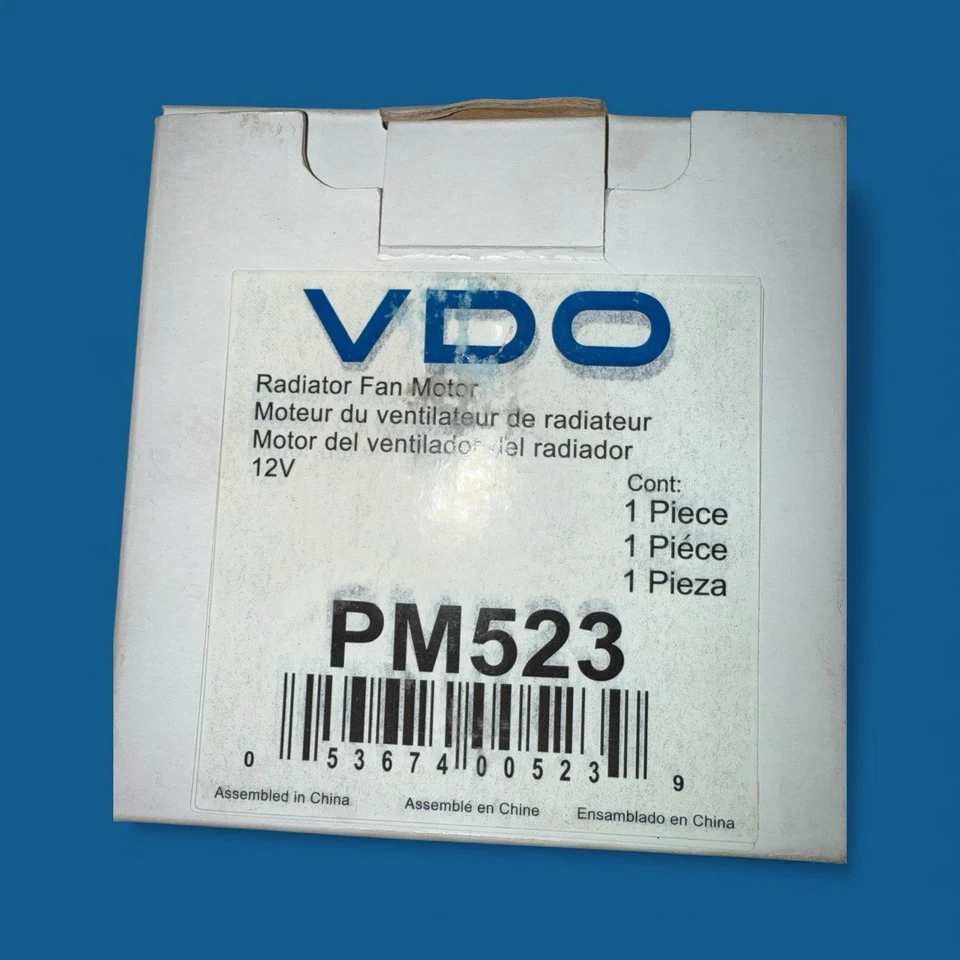 VDO
Radiator Fan Motor
Moteur du ventilateur de radiateur
Motor del ventilador del radiador
12V
Cont:
1 Piece
1 Piéce
1 Pieza
PM523
0 53674 00523 9
Assembled in China Assemblé en Chine Ensamblado en China